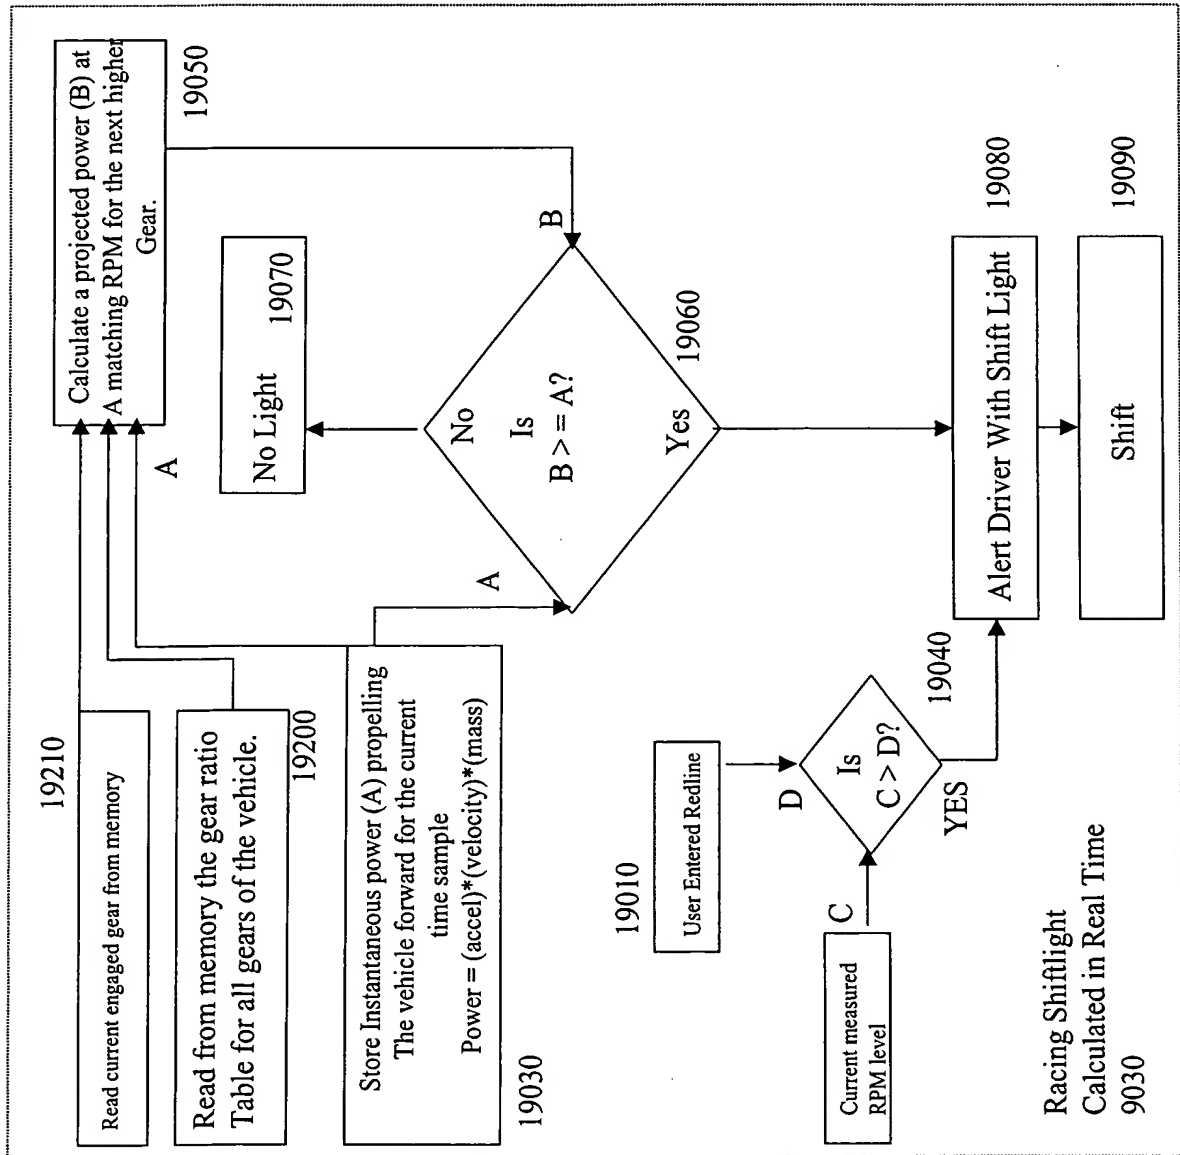 19210
Read current engaged gear from memory
Read from memory the gear ratio
Table for all gears of the vehicle.
19200
Store Instantaneous power (A) propelling
The vehicle forward for the current
time sample
Power = (accel)*(velocity)*(mass)
19030
A
Calculate a projected power (B) at
A matching RPM for the next higher
Gear.
19050
No Light
19070
A
B
No
Is
B >= A?
Yes
19060
19010
User Entered Redline
D
Current measured
RPM level
C
Is
C > D?
YES
19040
Alert Driver With Shift Light
19080
Shift
19090
Racing Shiftlight
Calculated in Real Time
9030